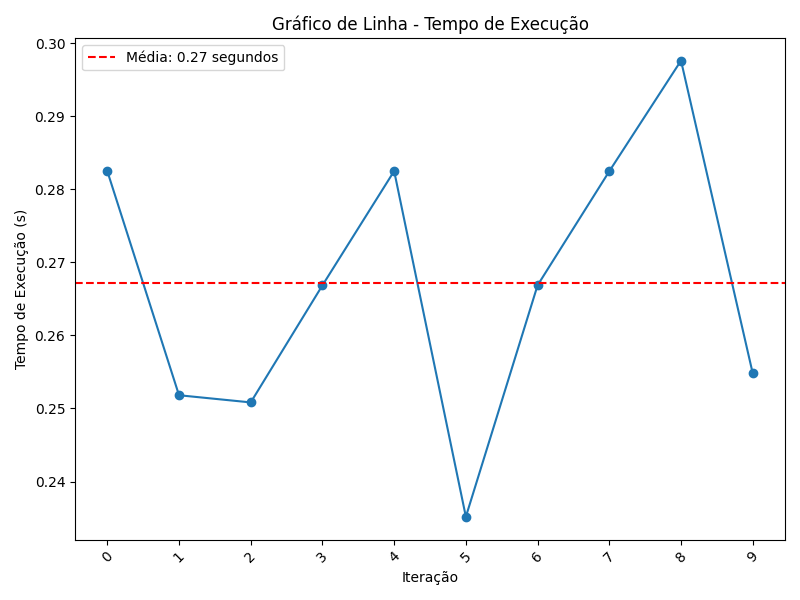 Gráfico de Linha - Tempo de Execução
Média: 0.27 segundos
Tempo de Execução (s)
0.30
0.29
0.28
0.27
0.26
0.25
0.24
0 1 2 3 4 5 6 7 8 9
Iteração